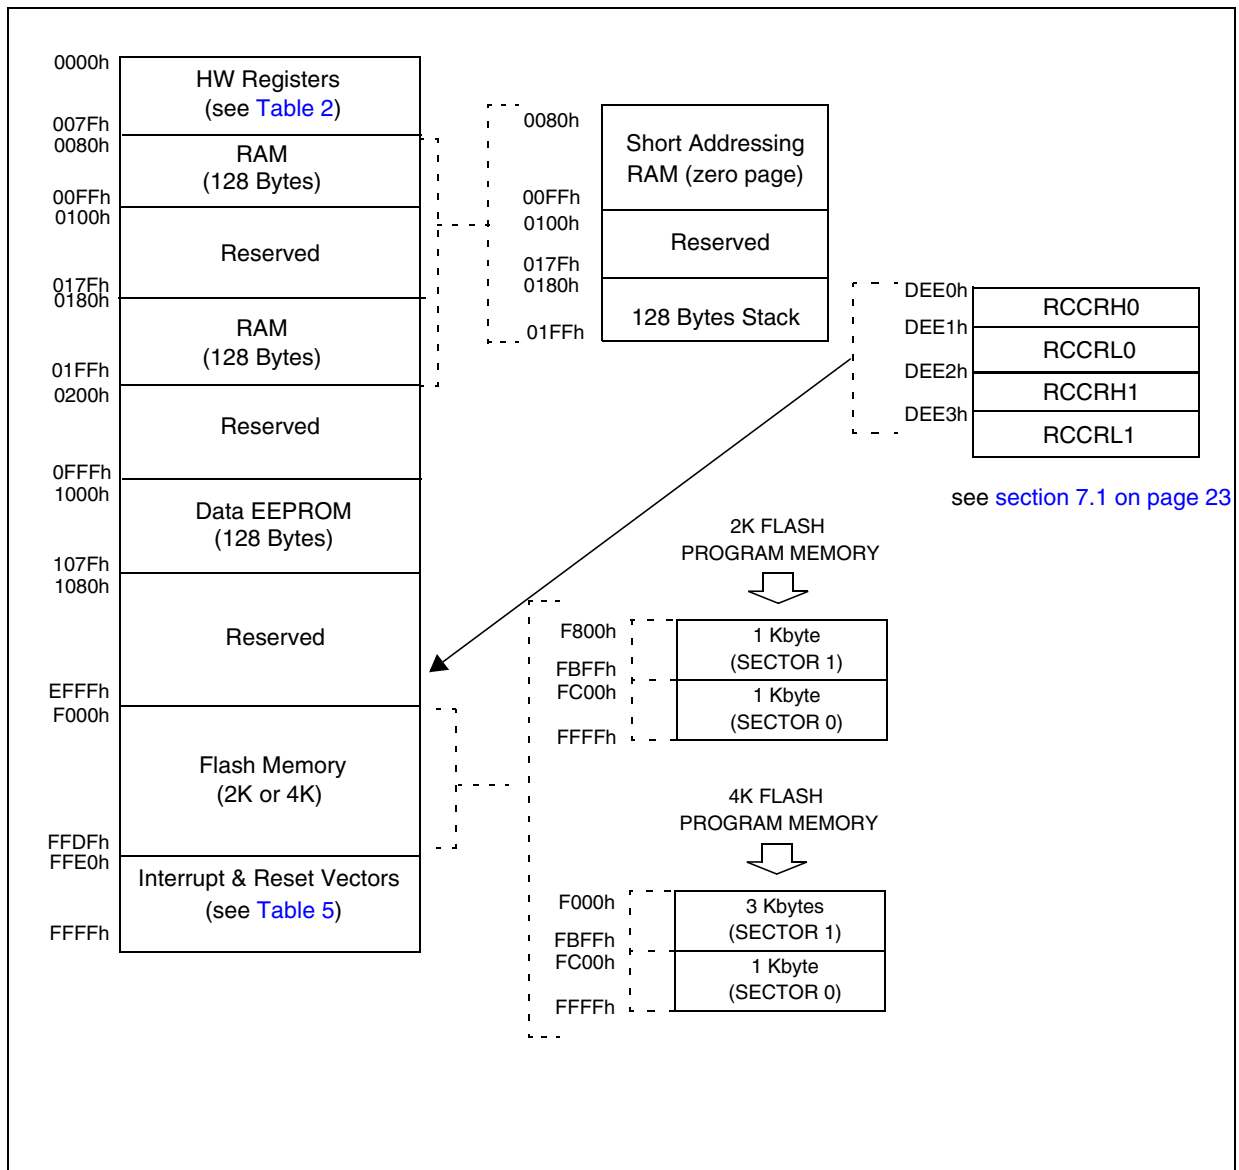 0000h
HW Registers
(see Table 2)
007Fh
0080h
RAM
(128 Bytes)
00FFh
0100h
Reserved
017Fh
0180h
RAM
(128 Bytes)
01FFh
0200h
Reserved
0FFFh
1000h
Data EEPROM
(128 Bytes)
107Fh
1080h
Reserved
EFFFh
F000h
Flash Memory
(2K or 4K)
FFDFh
FFE0h
Interrupt & Reset Vectors
(see Table 5)
FFFFh
0080h
Short Addressing
RAM (zero page)
00FFh
0100h
Reserved
017Fh
0180h
128 Bytes Stack
01FFh
DEE0h
RCCRH0
DEE1h
RCCRL0
DEE2h
RCCRH1
DEE3h
RCCRL1
see section 7.1 on page 23
2K FLASH
PROGRAM MEMORY
F800h
1 Kbyte
(SECTOR 1)
FBFFh
FC00h
1 Kbyte
(SECTOR 0)
FFFFh
4K FLASH
PROGRAM MEMORY
F000h
3 Kbytes
(SECTOR 1)
FBFFh
FC00h
1 Kbyte
(SECTOR 0)
FFFFh